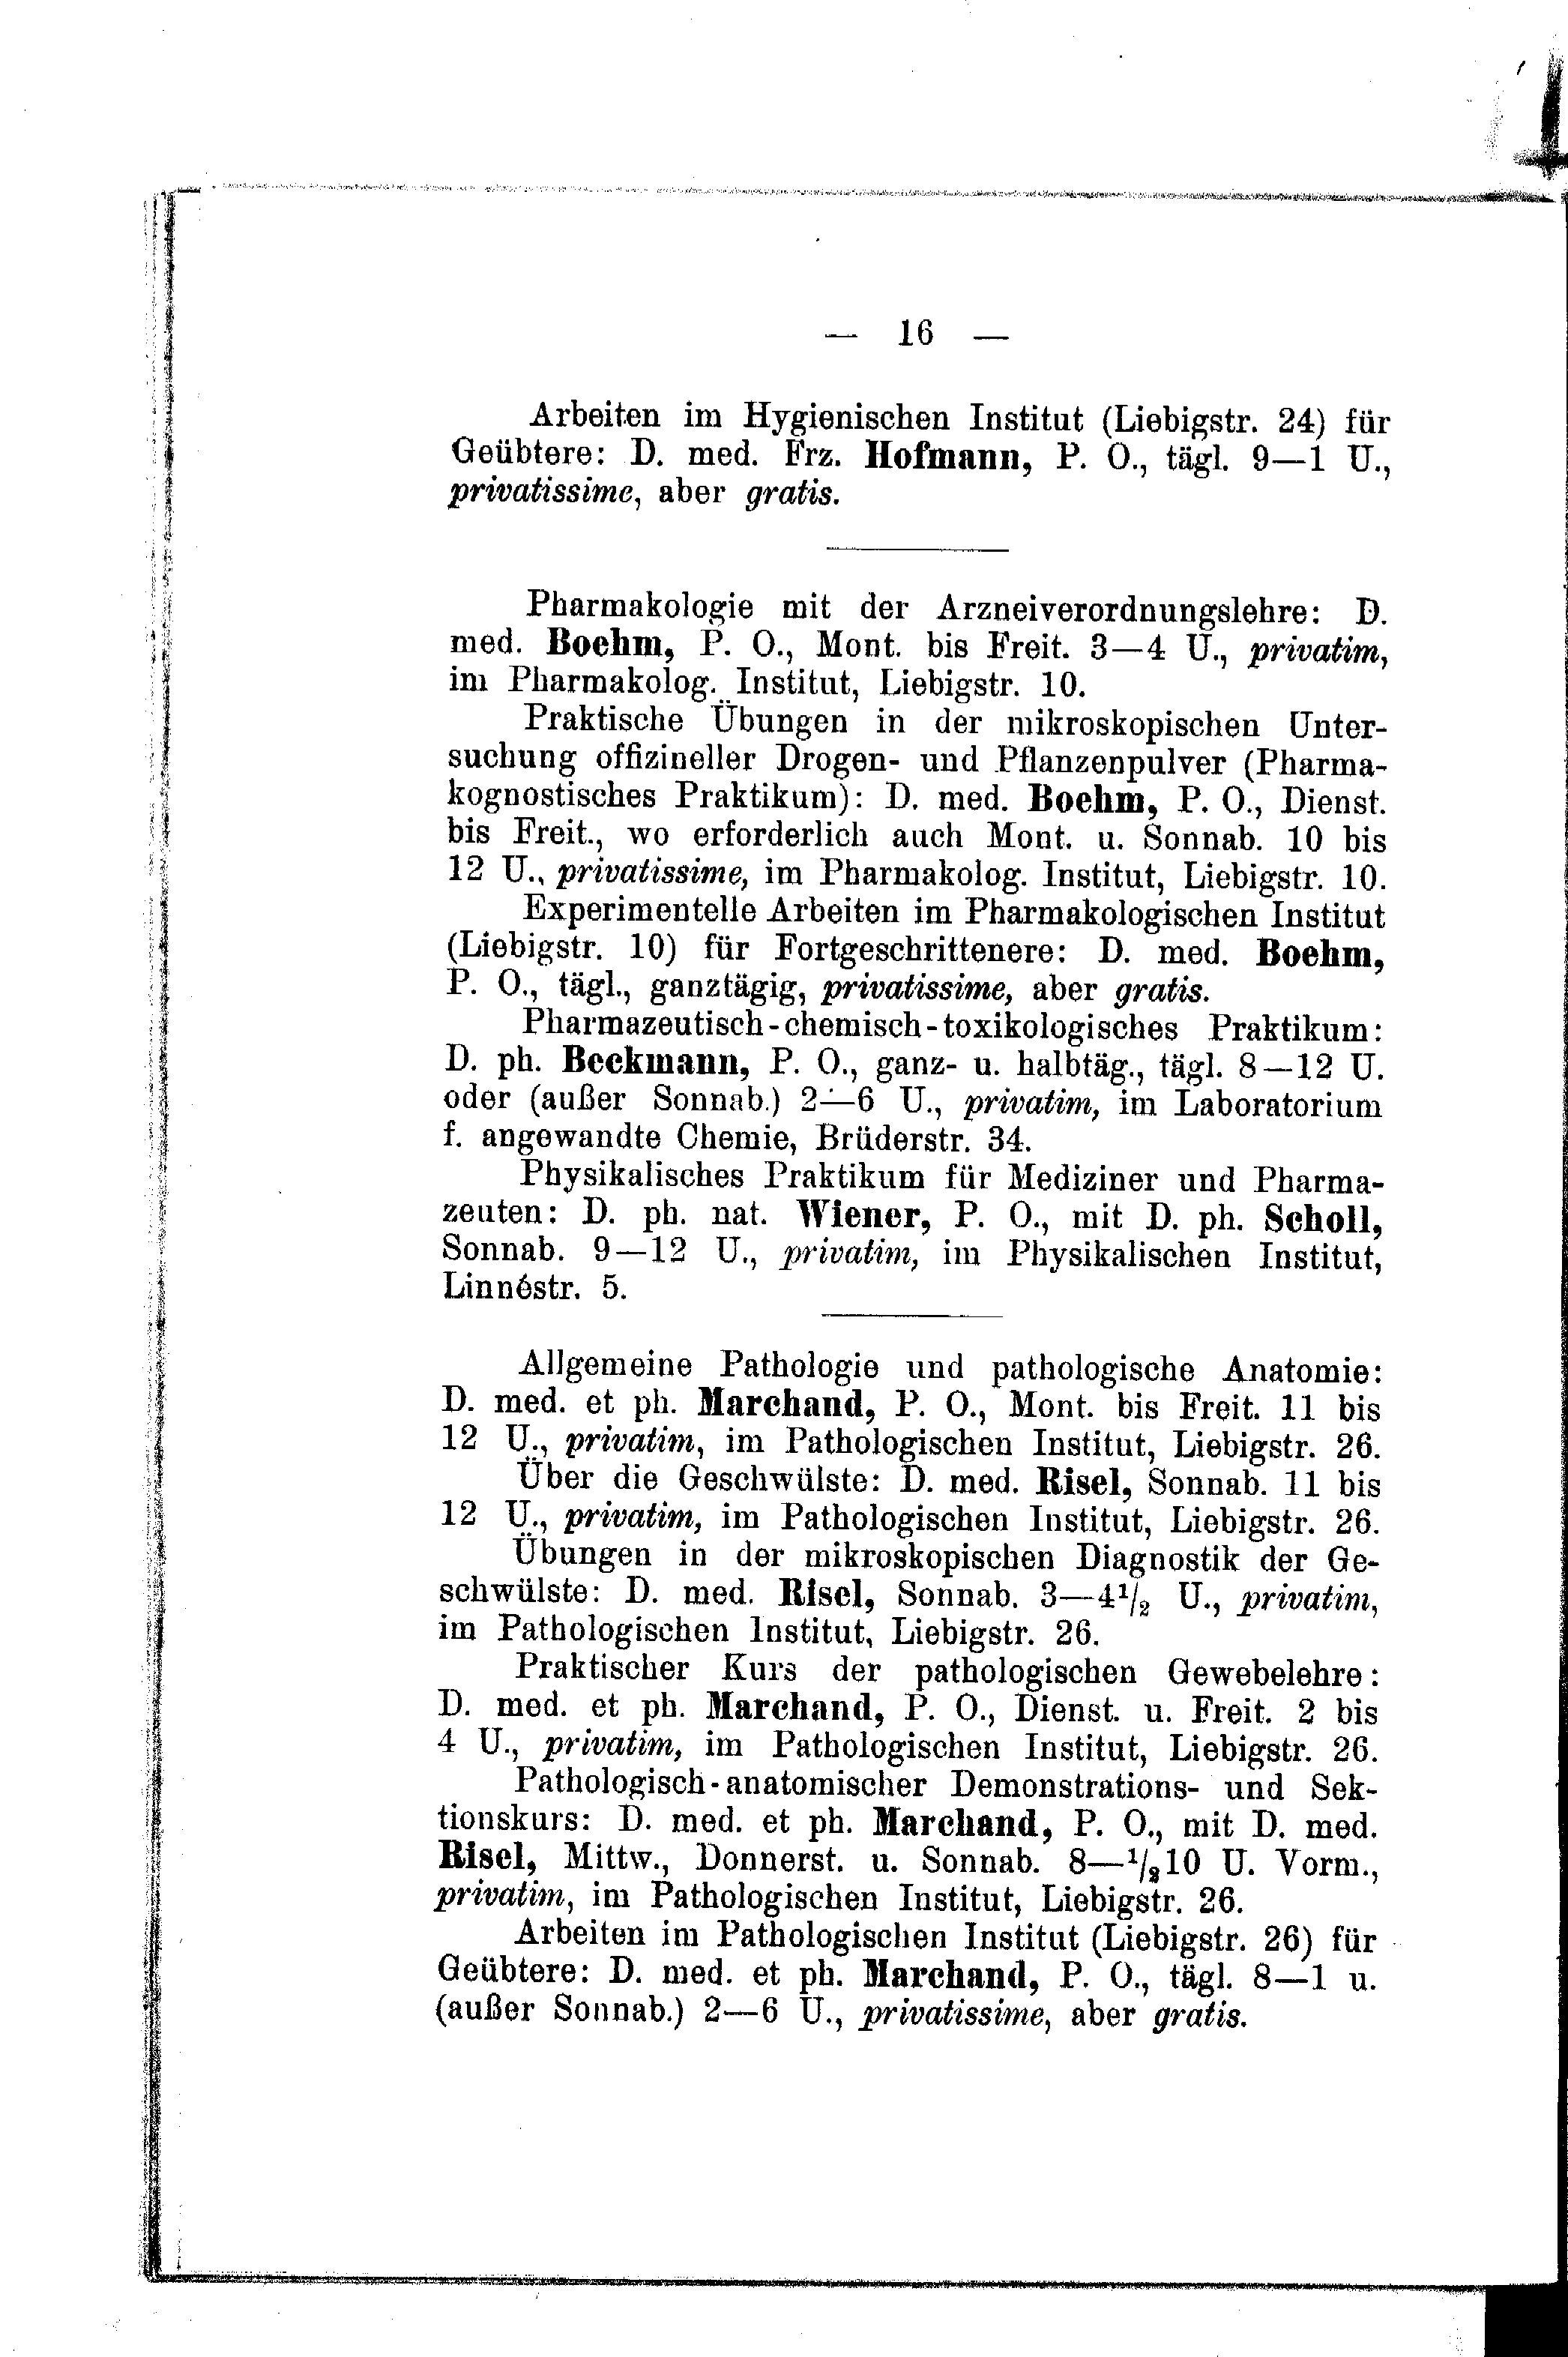 — 16 —
Arbeiten im Hygienischen Institut (Liebigstr. 24) für
Geübtere: D. med. Frz. Hofmann, P. O., tägl. 9—1 U.,
privatissime, aber gratis.
Pharmakologie mit der Arzneiverordnungslehre: D.
med. Boehm, P. O., Mont. bis Freit. 3—4 U., privatim,
im Pharmakolog. Institut, Liebigstr. 10.
Praktische Übungen in der mikroskopischen Unter-
suchung offizineller Drogen- und Pflanzenpulver (Pharma-
kognostisches Praktikum): D. med. Boehm, P. O., Dienst.
bis Freit., wo erforderlich auch Mont. u. Sonnab. 10 bis
12 U., privatissime, im Pharmakolog. Institut, Liebigstr. 10.
Experimentelle Arbeiten im Pharmakologischen Institut
(Liebigstr. 10) für Fortgeschrittenere: D. med. Boehm,
P. O., tägl., ganztägig, privatissime, aber gratis.
Pharmazeutisch-chemisch-toxikologisches Praktikum:
D. ph. Beckmann, P. O., ganz- u. halbtäg., tägl. 8—12 U.
oder (außer Sonnab.) 2—6 U., privatim, im Laboratorium
f. angewandte Chemie, Brüderstr. 34.
Physikalisches Praktikum für Mediziner und Pharma-
zeuten: D. ph. nat. Wiener, P. O., mit D. ph. Scholl,
Sonnab. 9—12 U., privatim, im Physikalischen Institut,
Linnéstr. 5.
Allgemeine Pathologie und pathologische Anatomie:
D. med. et ph. Marchand, P. O., Mont. bis Freit. 11 bis
12 U., privatim, im Pathologischen Institut, Liebigstr. 26.
Über die Geschwülste: D. med. Risel, Sonnab. 11 bis
12 U., privatim, im Pathologischen Institut, Liebigstr. 26.
Übungen in der mikroskopischen Diagnostik der Ge-
schwülste: D. med. Risel, Sonnab. 3—4 1/2 U., privatim,
im Pathologischen Institut, Liebigstr. 26.
Praktischer Kurs der pathologischen Gewebelehre:
D. med. et ph. Marchand, P. O., Dienst. u. Freit. 2 bis
4 U., privatim, im Pathologischen Institut, Liebigstr. 26.
Pathologisch-anatomischer Demonstrations- und Sek-
tionskurs: D. med. et ph. Marchand, P. O., mit D. med.
Risel, Mittw., Donnerst. u. Sonnab. 8—1/2 10 U. Vorm.,
privatim, im Pathologischen Institut, Liebigstr. 26.
Arbeiten im Pathologischen Institut (Liebigstr. 26) für
Geübtere: D. med. et ph. Marchand, P. O., tägl. 8—1 u.
(außer Sonnab.) 2—6 U., privatissime, aber gratis.